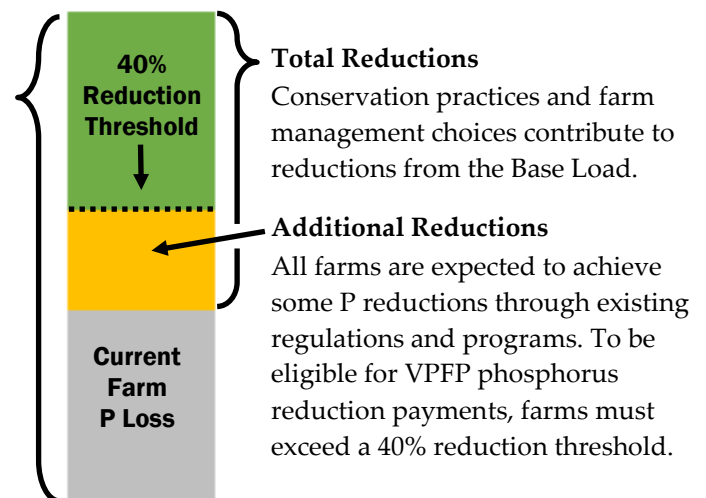 40%
Reduction
Threshold
Current
Farm
P Loss
Total Reductions
Conservation practices and farm
management choices contribute to
reductions from the Base Load.
Additional Reductions
All farms are expected to achieve
some P reductions through existing
regulations and programs. To be
eligible for VPFP phosphorus
reduction payments, farms must
exceed a 40% reduction threshold.